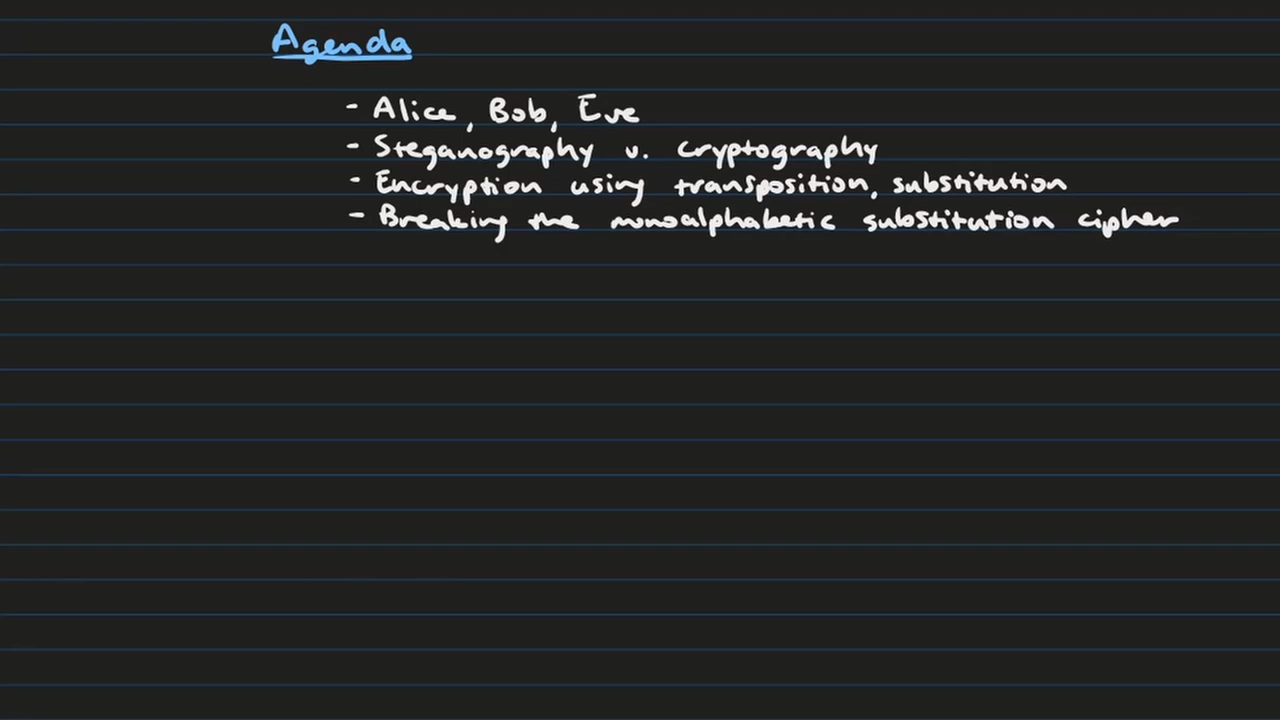 Agenda
- Alice, Bob, Eve
- Steganography v. cryptography
- Encryption using transposition, substitution
- Breaking the monoalphabetic substitution cipher